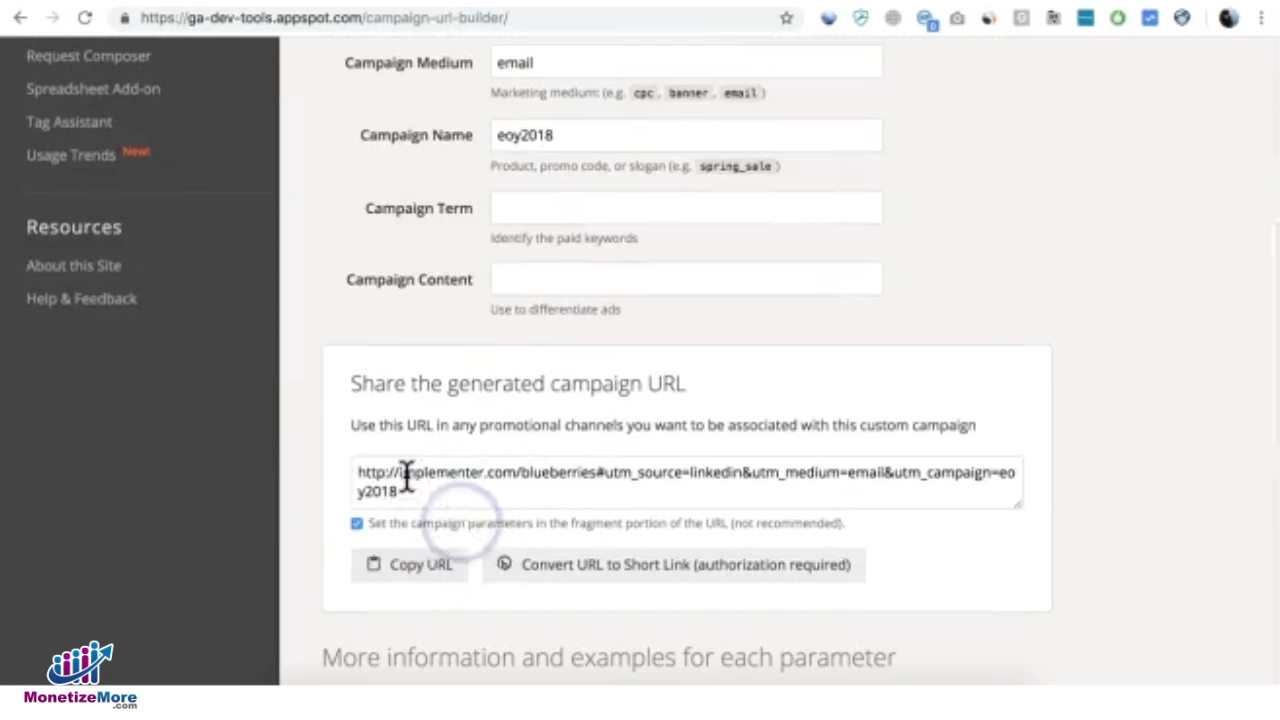 https://ga-dev-tools.appspot.com/campaign-url-builder/
Request Composer
Spreadsheet Add-on
Tag Assistant
Usage Trends New!
Resources
About this Site
Help & Feedback
Campaign Medium email
Marketing medium: (e.g. cpc, banner, email)
Campaign Name eoy2018
Product, promo code, or slogan (e.g. spring_sale)
Campaign Term
Identify the paid keywords
Campaign Content
Use to differentiate ads
Share the generated campaign URL
Use this URL in any promotional channels you want to be associated with this custom campaign
http://implementer.com/blueberries#utm_source=linkedin&utm_medium=email&utm_campaign=eo
y2018
Set the campaign parameters in the fragment portion of the URL (not recommended).
Copy URL Convert URL to Short Link (authorization required)
More information and examples for each parameter
MonetizeMore
.com